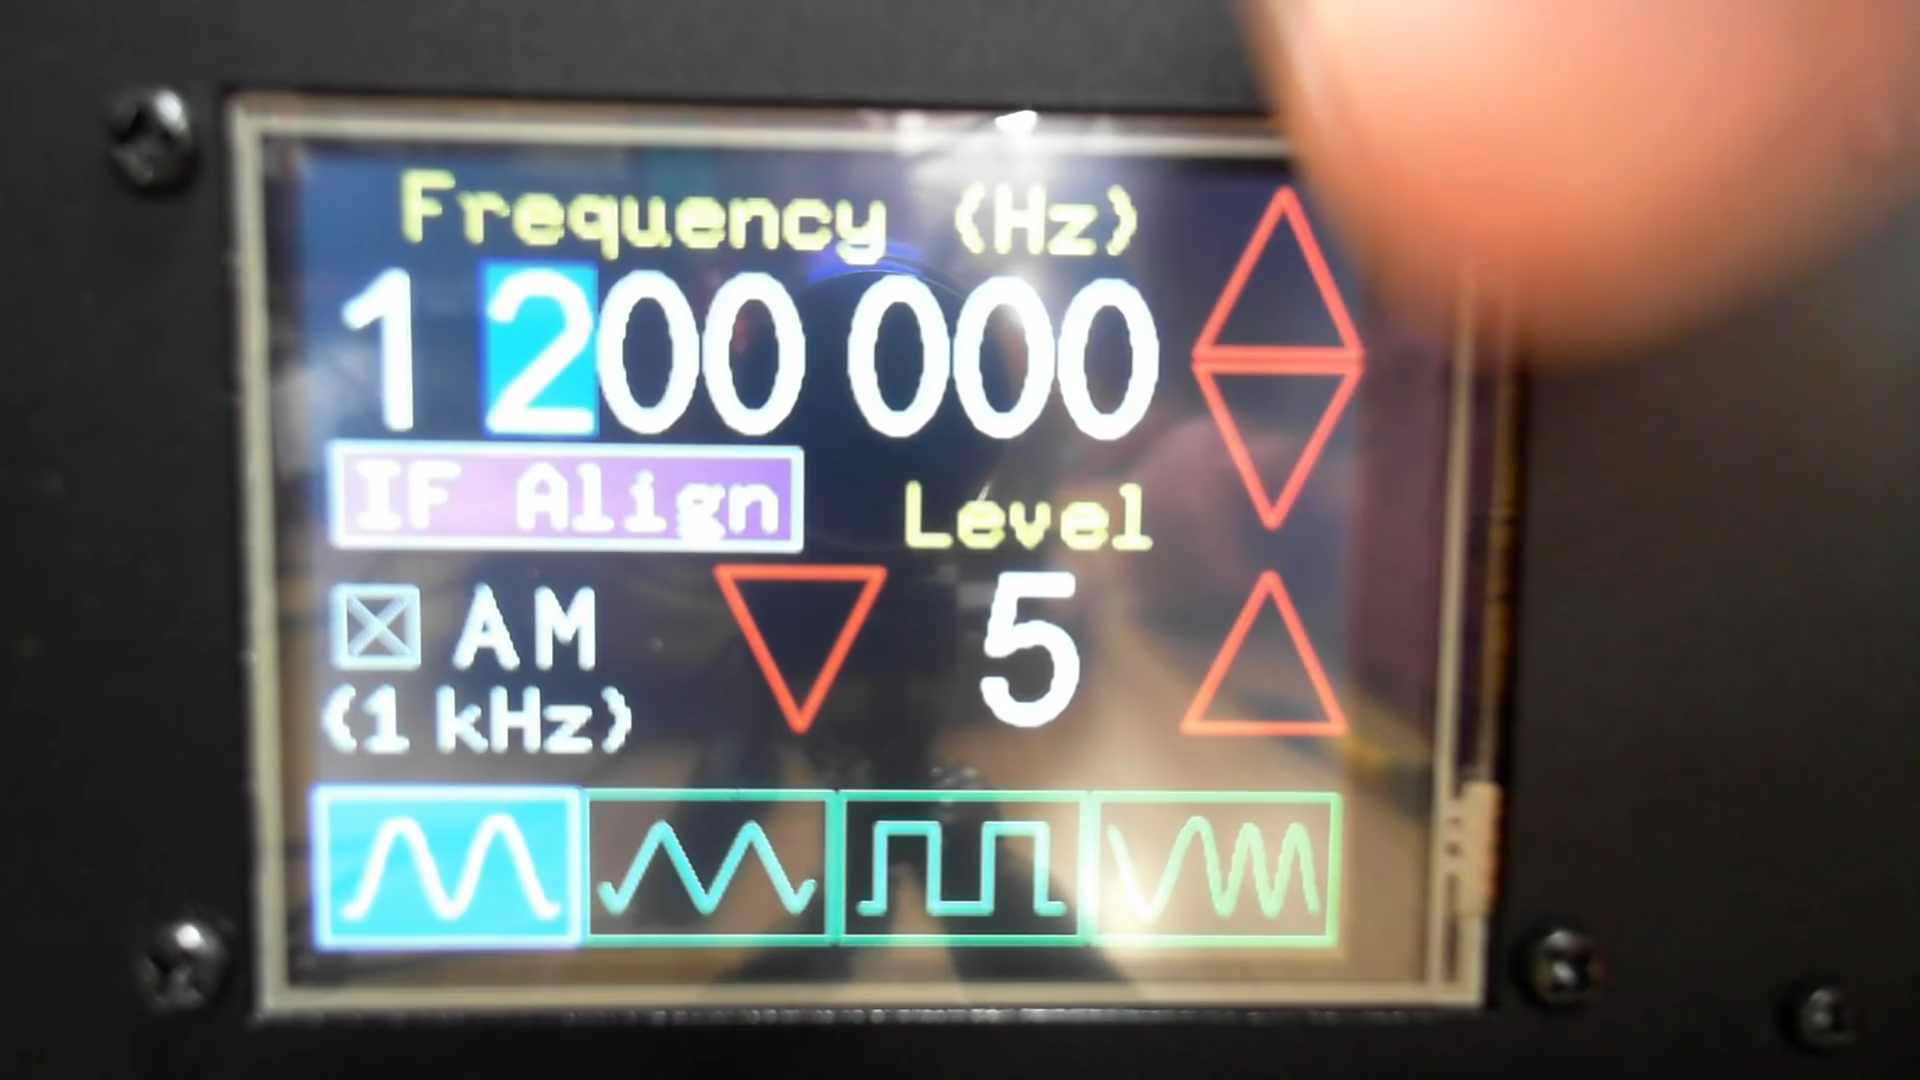 Frequency (Hz)
1 200 000
IF Align
Level
AM
5
(1 kHz)